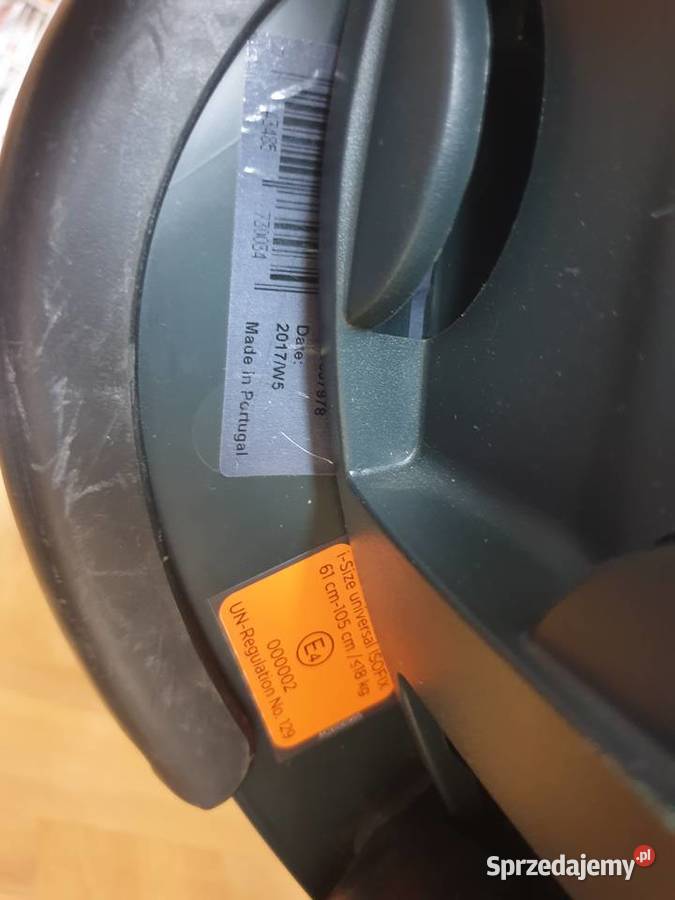 730054
Date:
2017/W5
Made in Portugal
i-Size universal ISOFIX
61 cm-105 cm / ≤18 kg
E4
000002
UN-Regulation No. 129
Sprzedajemy.pl